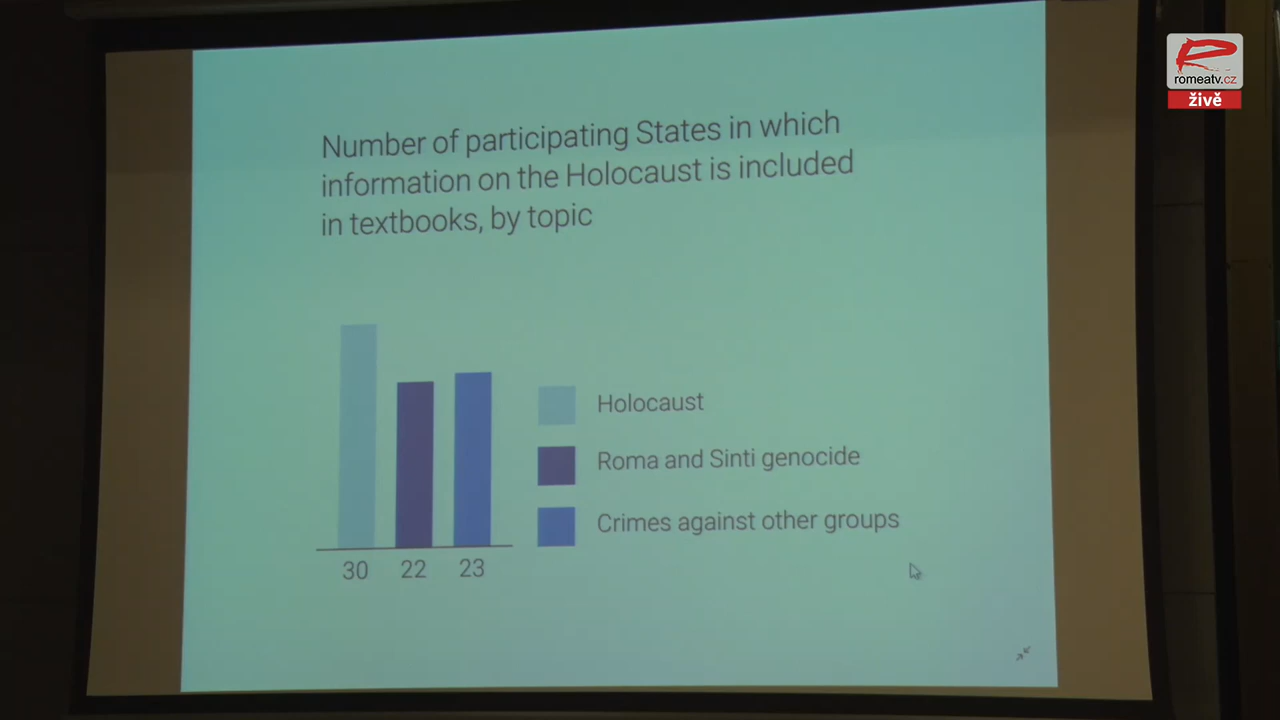 romeatv.cz
živě
Number of participating States in which
information on the Holocaust is included
in textbooks, by topic
Holocaust
Roma and Sinti genocide
Crimes against other groups
30 22 23